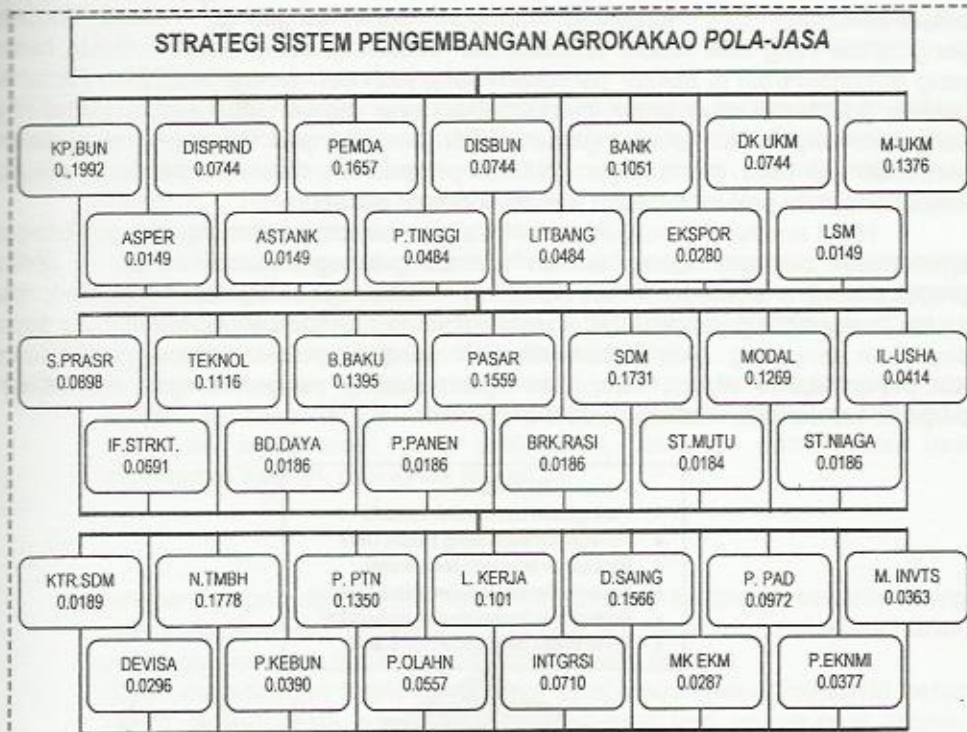 STRATEGI SISTEM PENGEMBANGAN AGROKAKAO POLA-JASA
KP,BUN
0.,1992
DISPRND
0.0744
PEMDA
0.1657
DISBUN
0.0744
BANK
0.1051
DK UKM
0.0744
M-UKM
0.1376
ASPER
0.0149
ASTANK
0.0149
P.TINGGI
0.0484
LITBANG
0.0484
EKSPOR
0.0280
LSM
0.0149
S.PRASR
0.0898
TEKNOL
0.1116
B.BAKU
0.1395
PASAR
0.1559
SDM
0.1731
MODAL
0.1269
IL-USHA
0.0414
IF.STRKT.
0.0691
BD.DAYA
0,0186
P.PANEN
0.0186
BRK.RASI
0.0186
ST.MUTU
0.0184
ST.NIAGA
0.0186
KTR.SDM
0.0189
N.TMBH
0.1778
P. PTN
0.1350
L. KERJA
0.101
D.SAING
0.1566
P. PAD
0.0972
M. INVTS
0.0363
DEVISA
0.0296
P.KEBUN
0.0390
P.OLAHN
0.0557
INTGRSI
0.0710
MK EKM
0.0287
P.EKNMI
0.0377